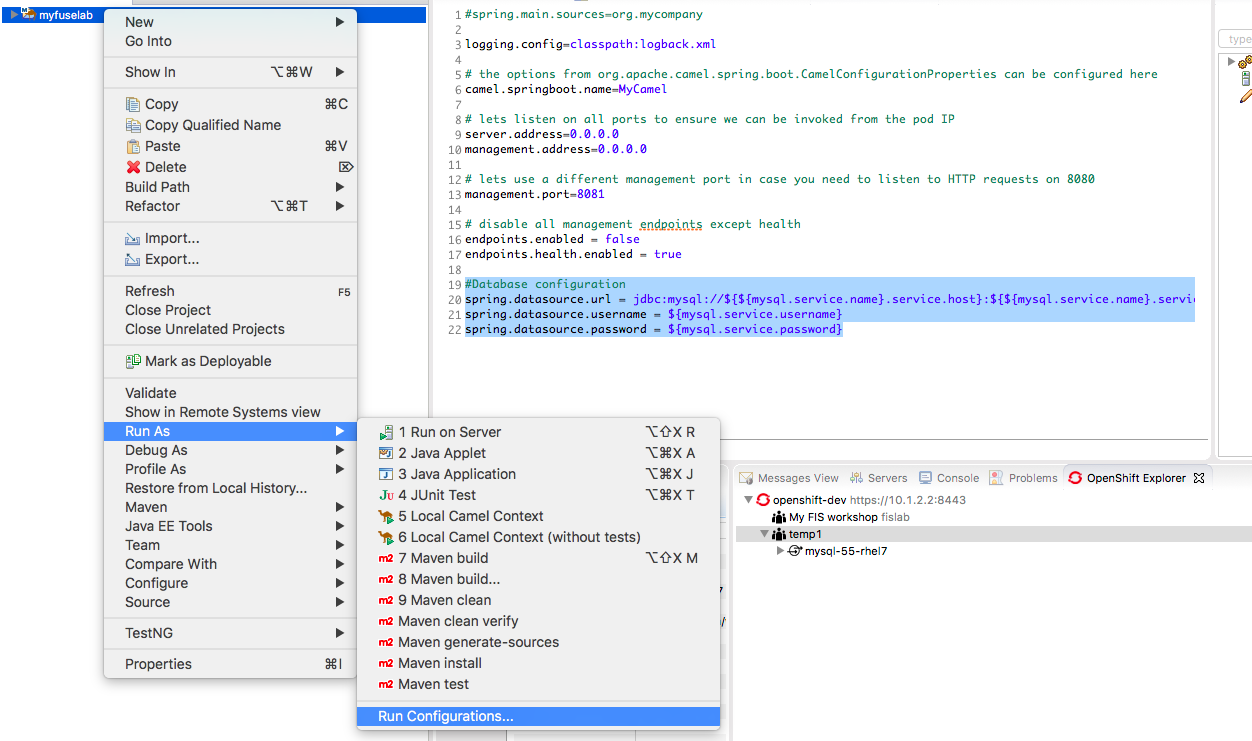 myfuselab
New
Go Into
Show In ⌥⌘W
Copy ⌘C
Copy Qualified Name
Paste ⌘V
Delete ⌦
Build Path
Refactor ⌥⌘T
Import...
Export...
Refresh F5
Close Project
Close Unrelated Projects
Mark as Deployable
Validate
Show in Remote Systems view
Run As
Debug As
Profile As
Restore from Local History...
Maven
Java EE Tools
Team
Compare With
Configure
Source
TestNG
Properties ⌘I
1 Run on Server ⌥⇧X R
2 Java Applet ⌥⌘X A
3 Java Application ⌥⌘X J
4 JUnit Test ⌥⌘X T
5 Local Camel Context
6 Local Camel Context (without tests)
m2 7 Maven build ⌥⇧X M
m2 8 Maven build...
m2 9 Maven clean
m2 Maven clean verify
m2 Maven generate-sources
m2 Maven install
m2 Maven test
Run Configurations...
1 #spring.main.sources=org.mycompany
2
3 logging.config=classpath:logback.xml
4
5 # the options from org.apache.camel.spring.boot.CamelConfigurationProperties can be configured here
6 camel.springboot.name=MyCamel
7
8 # lets listen on all ports to ensure we can be invoked from the pod IP
9 server.address=0.0.0.0
10 management.address=0.0.0.0
11
12 # lets use a different management port in case you need to listen to HTTP requests on 8080
13 management.port=8081
14
15 # disable all management endpoints except health
16 endpoints.enabled = false
17 endpoints.health.enabled = true
18
19 #Database configuration
20 spring.datasource.url = jdbc:mysql://${${mysql.service.name}.service.host}:${${mysql.service.name}.servi
21 spring.datasource.username = ${mysql.service.username}
22 spring.datasource.password = ${mysql.service.password}
type
Messages View Servers Console Problems OpenShift Explorer
openshift-dev https://10.1.2.2:8443
My FIS workshop fislab
temp1
mysql-55-rhel7